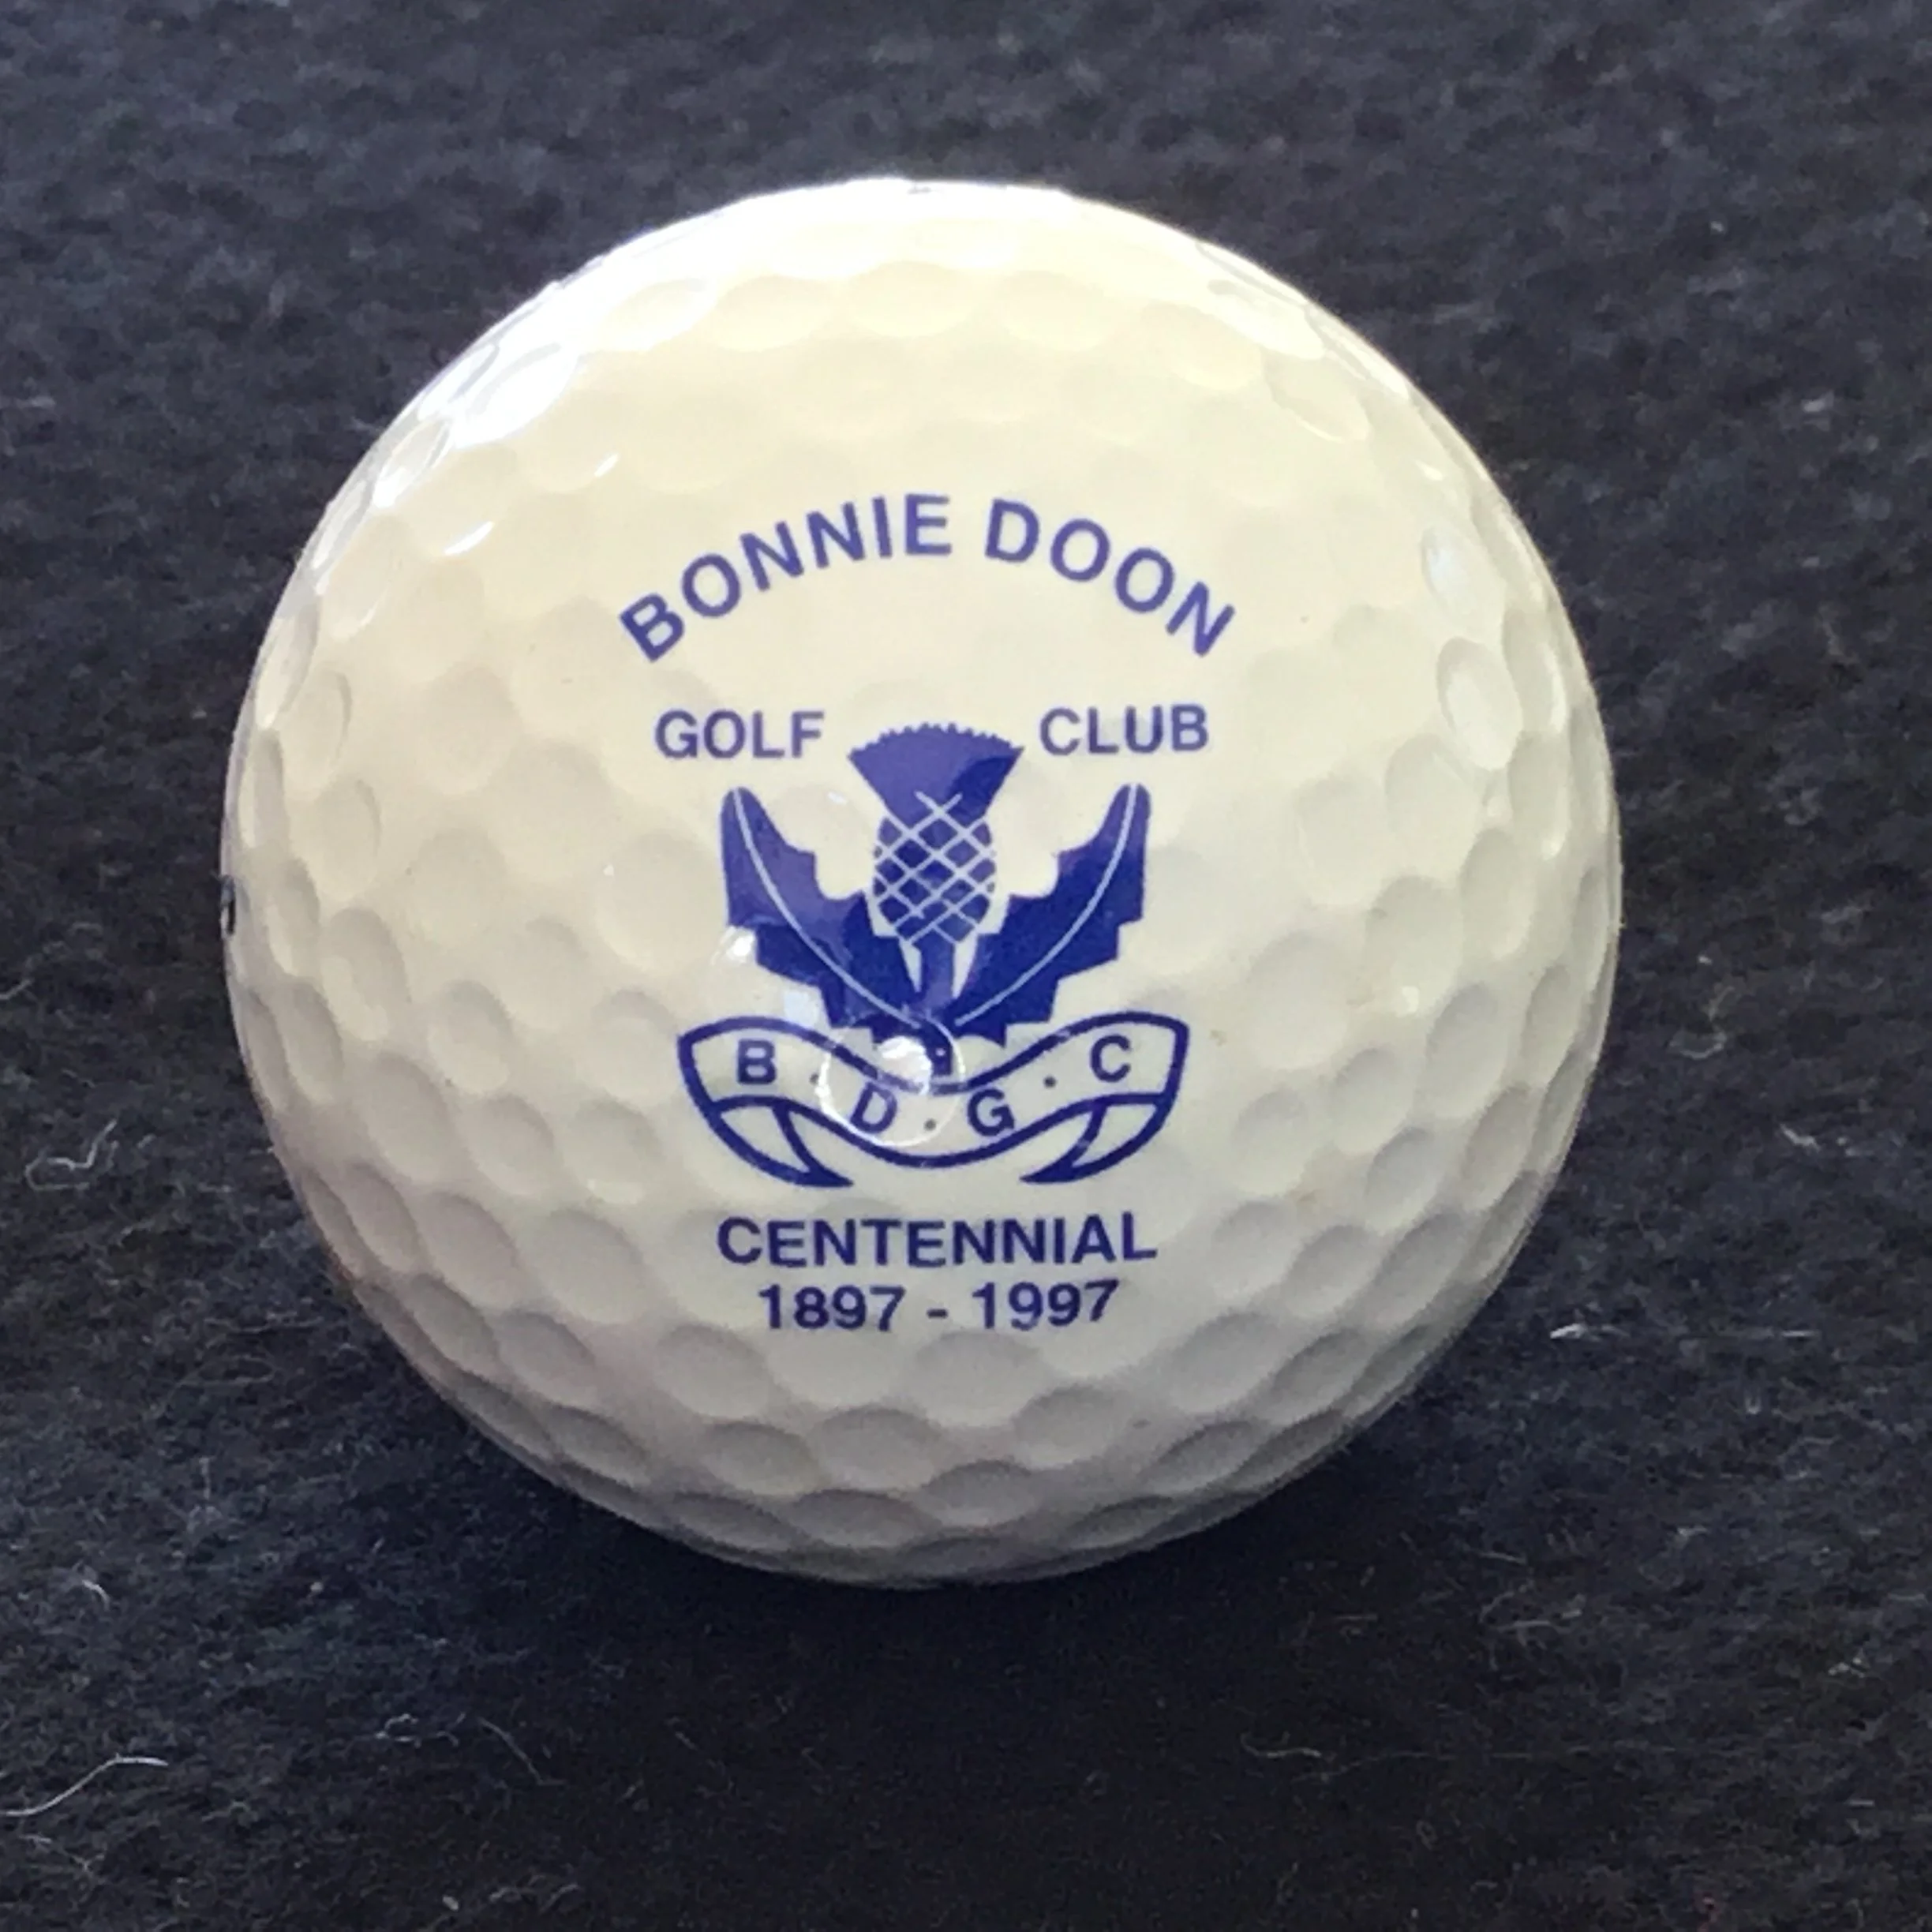 BONNIE DOON
GOLF CLUB
B · D · G · C
CENTENNIAL
1897 - 1997